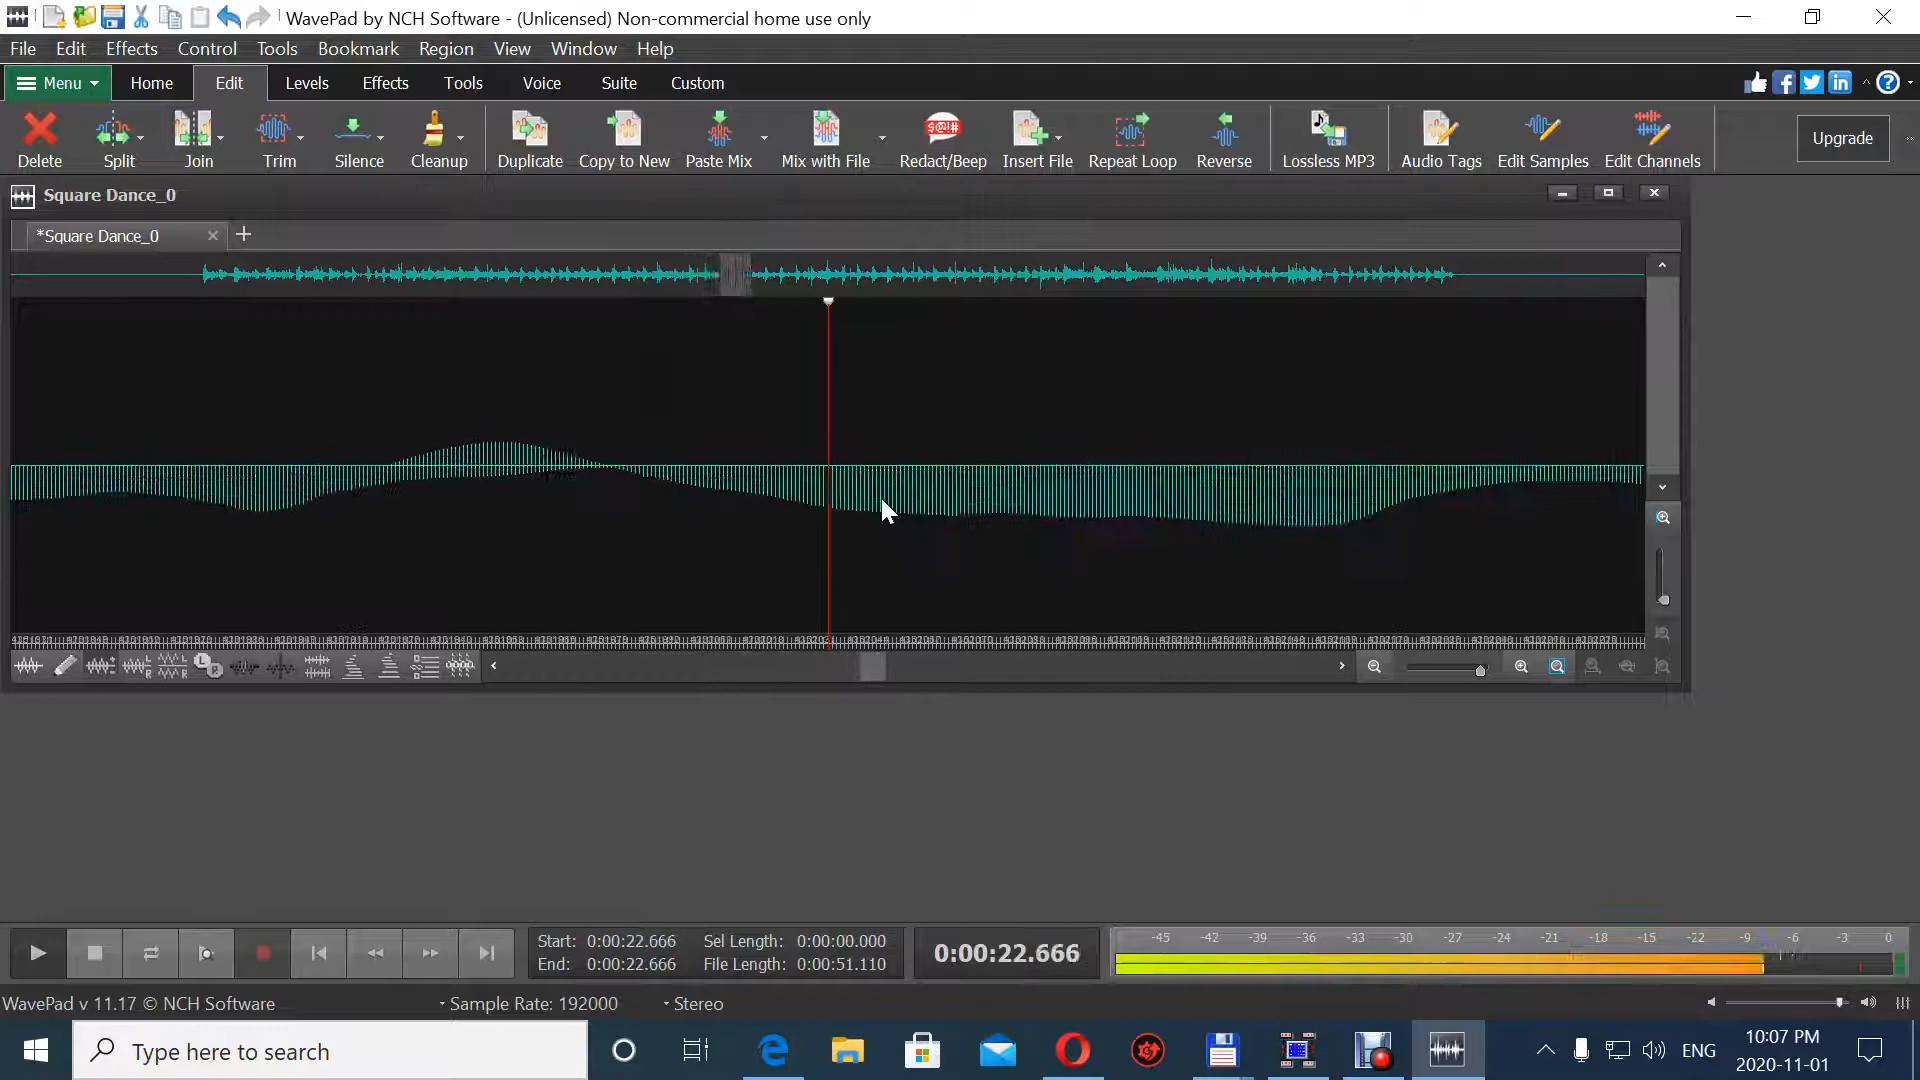 WavePad by NCH Software - (Unlicensed) Non-commercial home use only
File Edit Effects Control Tools Bookmark Region View Window Help
Menu Home Edit Levels Effects Tools Voice Suite Custom
Delete Split Join Trim Silence Cleanup Duplicate Copy to New Paste Mix Mix with File $@!# Redact/Beep Insert File Repeat Loop Reverse Lossless MP3 Audio Tags Edit Samples Edit Channels Upgrade
Square Dance_0
*Square Dance_0
Start: 0:00:22.666 Sel Length: 0:00:00.000
End: 0:00:22.666 File Length: 0:00:51.110
0:00:22.666
-45 -42 -39 -36 -33 -30 -27 -24 -21 -18 -15 -12 -9 -6 -3 0
WavePad v 11.17 © NCH Software Sample Rate: 192000 Stereo
Type here to search
ENG
10:07 PM
2020-11-01